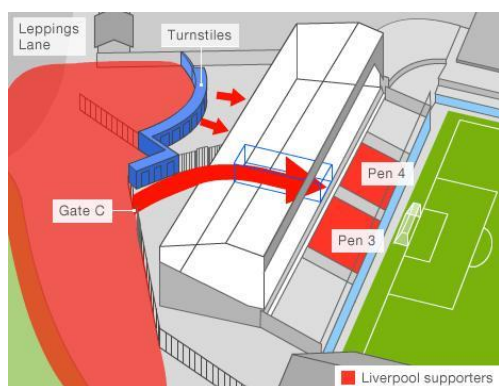 Leppings
Lane
Turnstiles
Gate C
Pen 4
Pen 3
Liverpool supporters